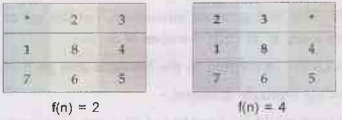 * 2 3
1 8 4
7 6 5
f(n) = 2
2 3 *
1 8 4
7 6 5
f(n) = 4